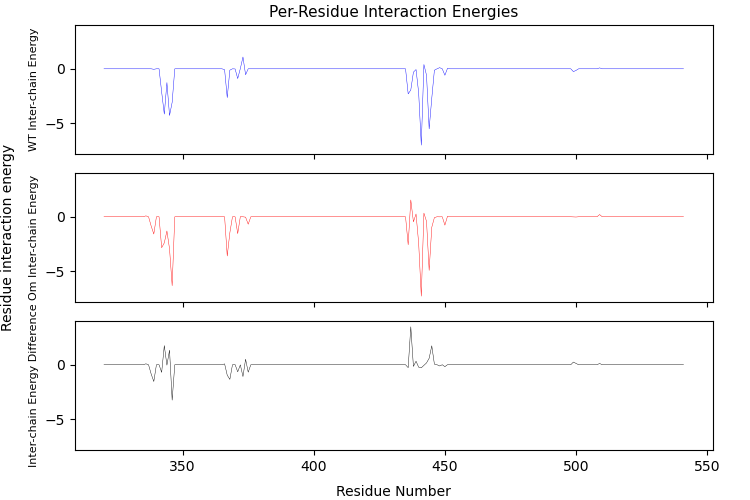 Per-Residue Interaction Energies
WT Inter-chain Energy
0
−5
Om Inter-chain Energy
0
−5
Inter-chain Energy Difference
0
−5
350
400
450
500
550
Residue interaction energy
Residue Number